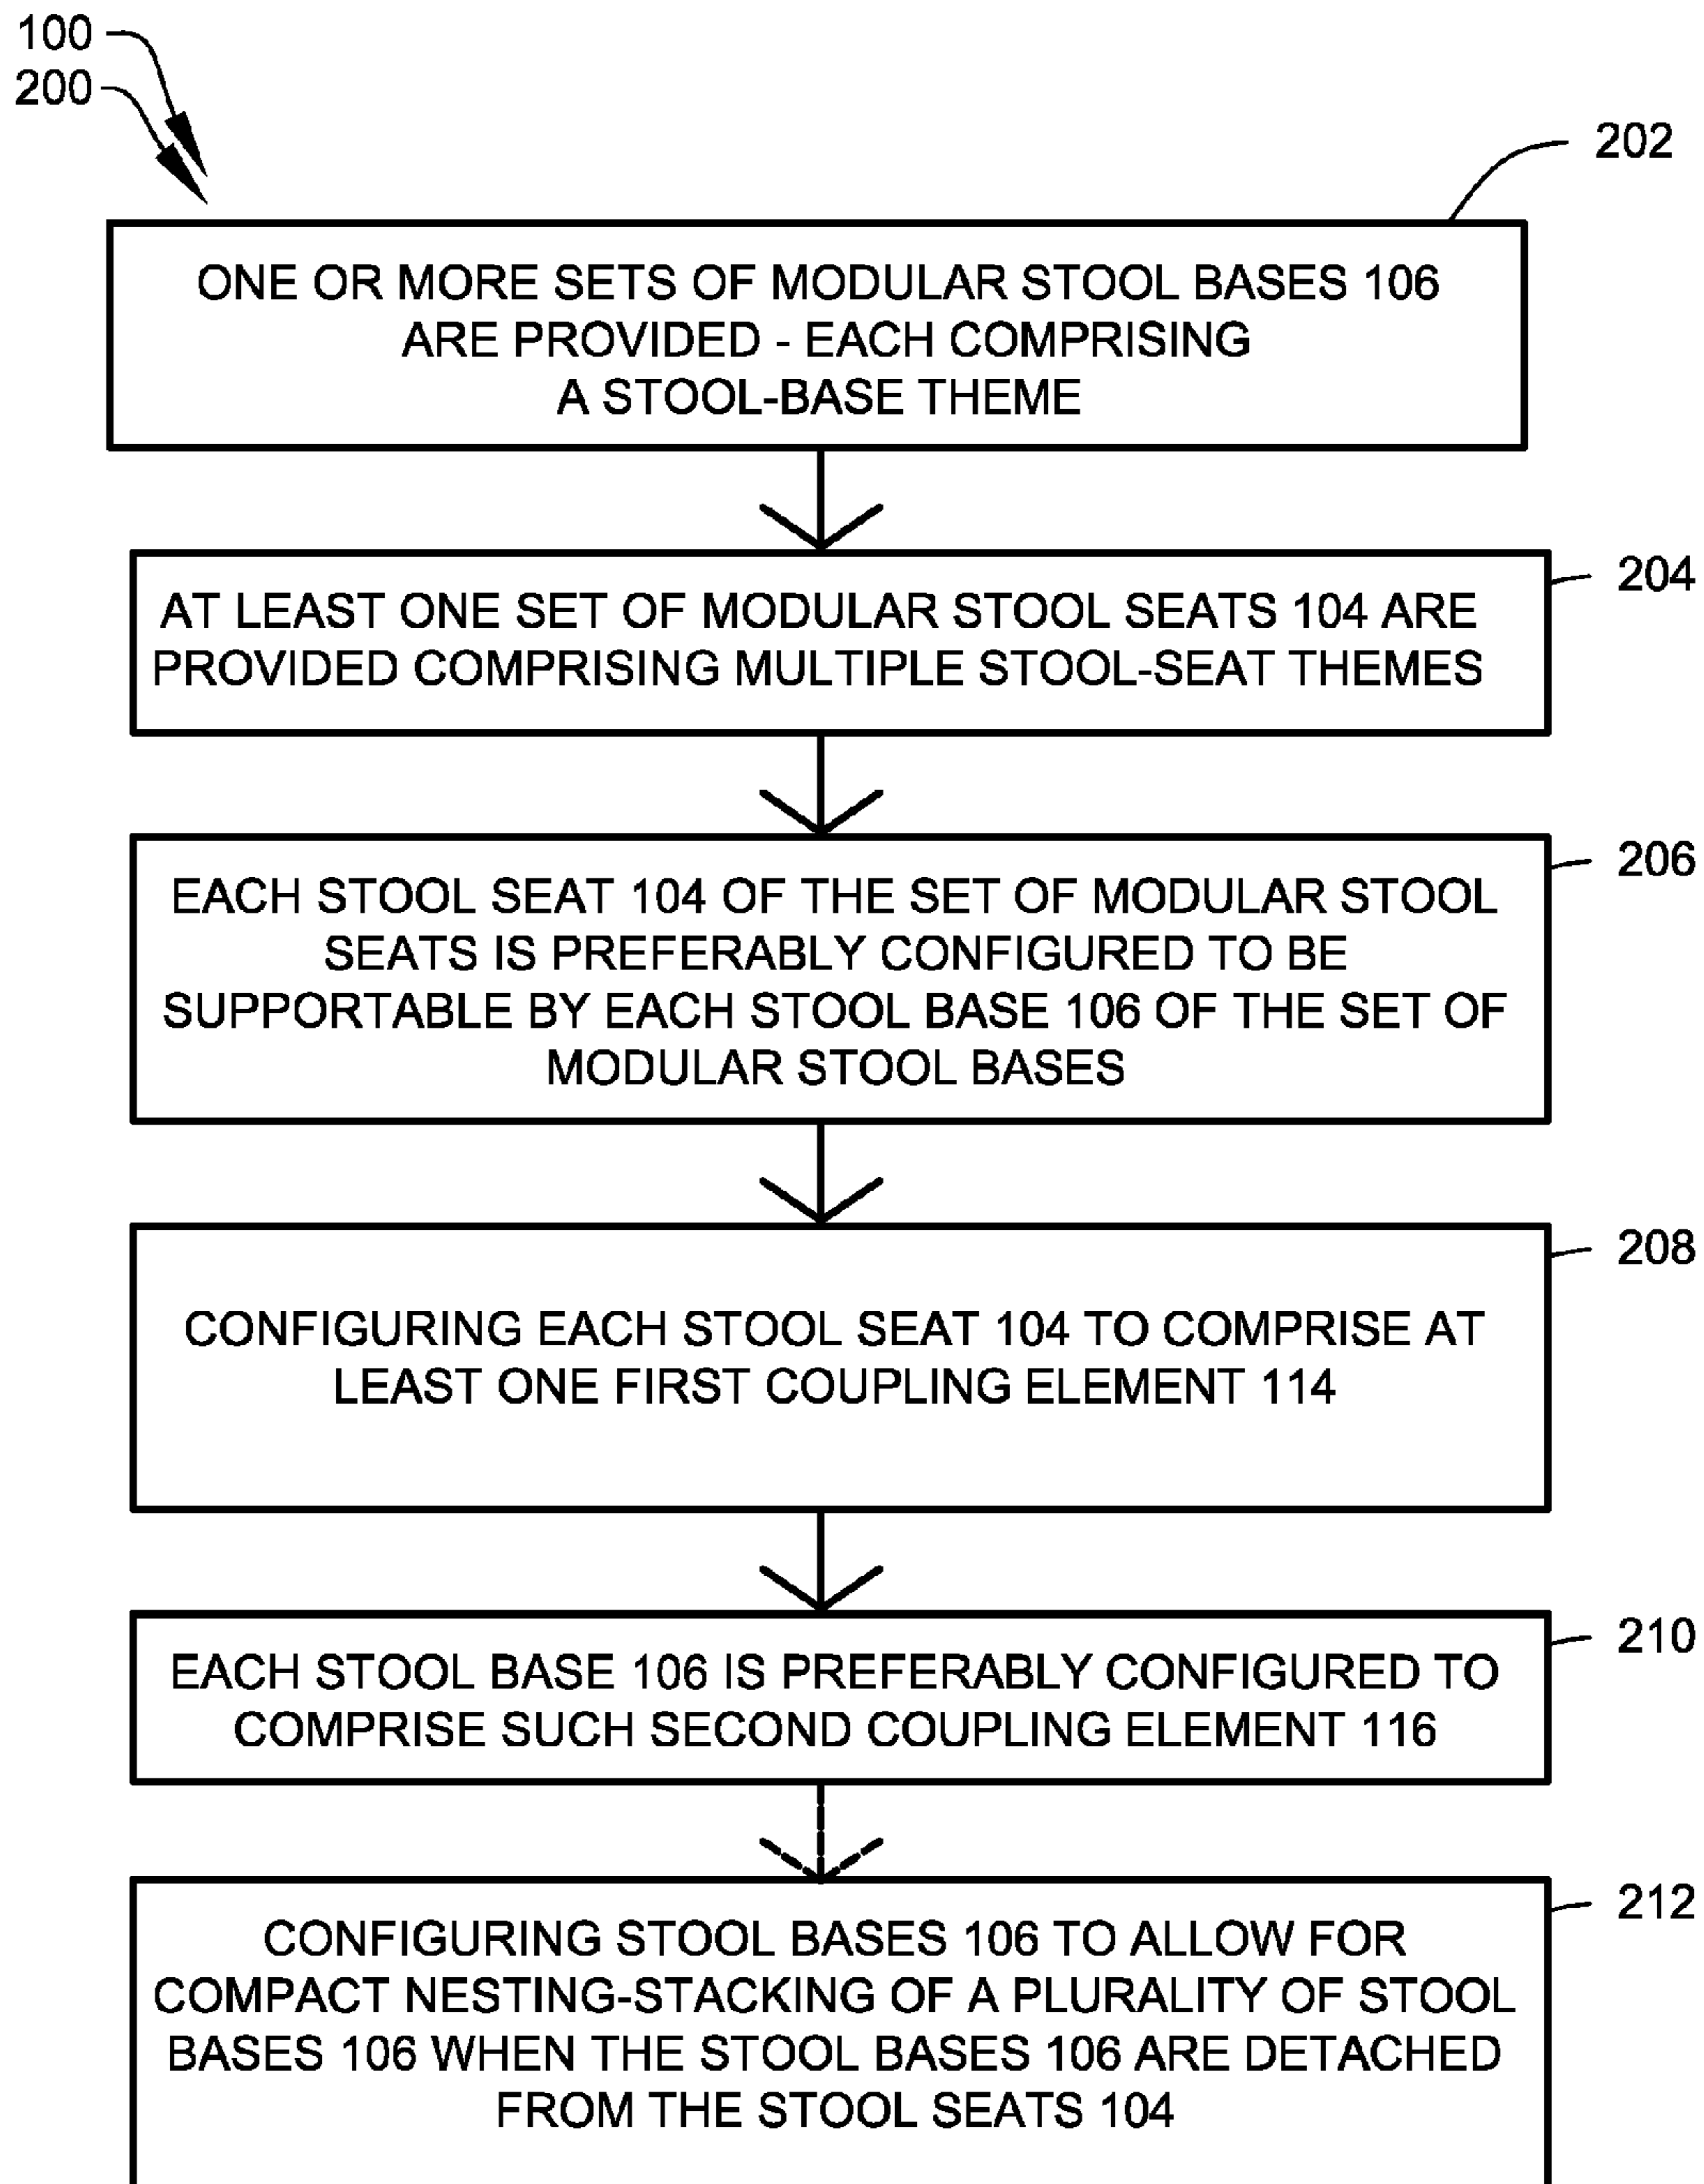 100
200
202
ONE OR MORE SETS OF MODULAR STOOL BASES 106
ARE PROVIDED - EACH COMPRISING
A STOOL-BASE THEME
204
AT LEAST ONE SET OF MODULAR STOOL SEATS 104 ARE
PROVIDED COMPRISING MULTIPLE STOOL-SEAT THEMES
206
EACH STOOL SEAT 104 OF THE SET OF MODULAR STOOL
SEATS IS PREFERABLY CONFIGURED TO BE
SUPPORTABLE BY EACH STOOL BASE 106 OF THE SET OF
MODULAR STOOL BASES
208
CONFIGURING EACH STOOL SEAT 104 TO COMPRISE AT
LEAST ONE FIRST COUPLING ELEMENT 114
210
EACH STOOL BASE 106 IS PREFERABLY CONFIGURED TO
COMPRISE SUCH SECOND COUPLING ELEMENT 116
212
CONFIGURING STOOL BASES 106 TO ALLOW FOR
COMPACT NESTING-STACKING OF A PLURALITY OF STOOL
BASES 106 WHEN THE STOOL BASES 106 ARE DETACHED
FROM THE STOOL SEATS 104